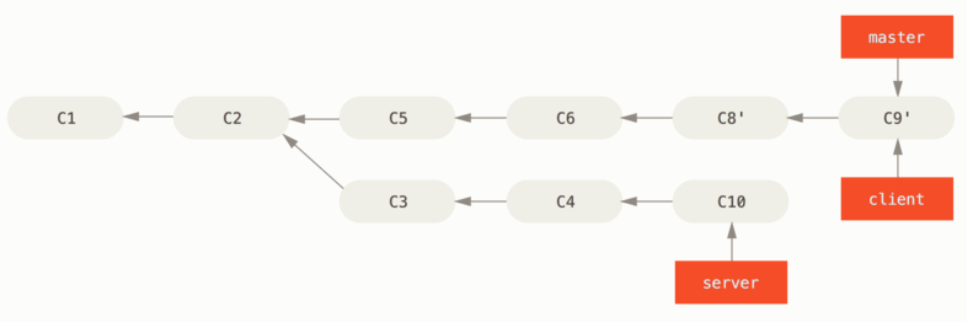 master
C1 C2 C5 C6 C8' C9'
C3 C4 C10
client
server